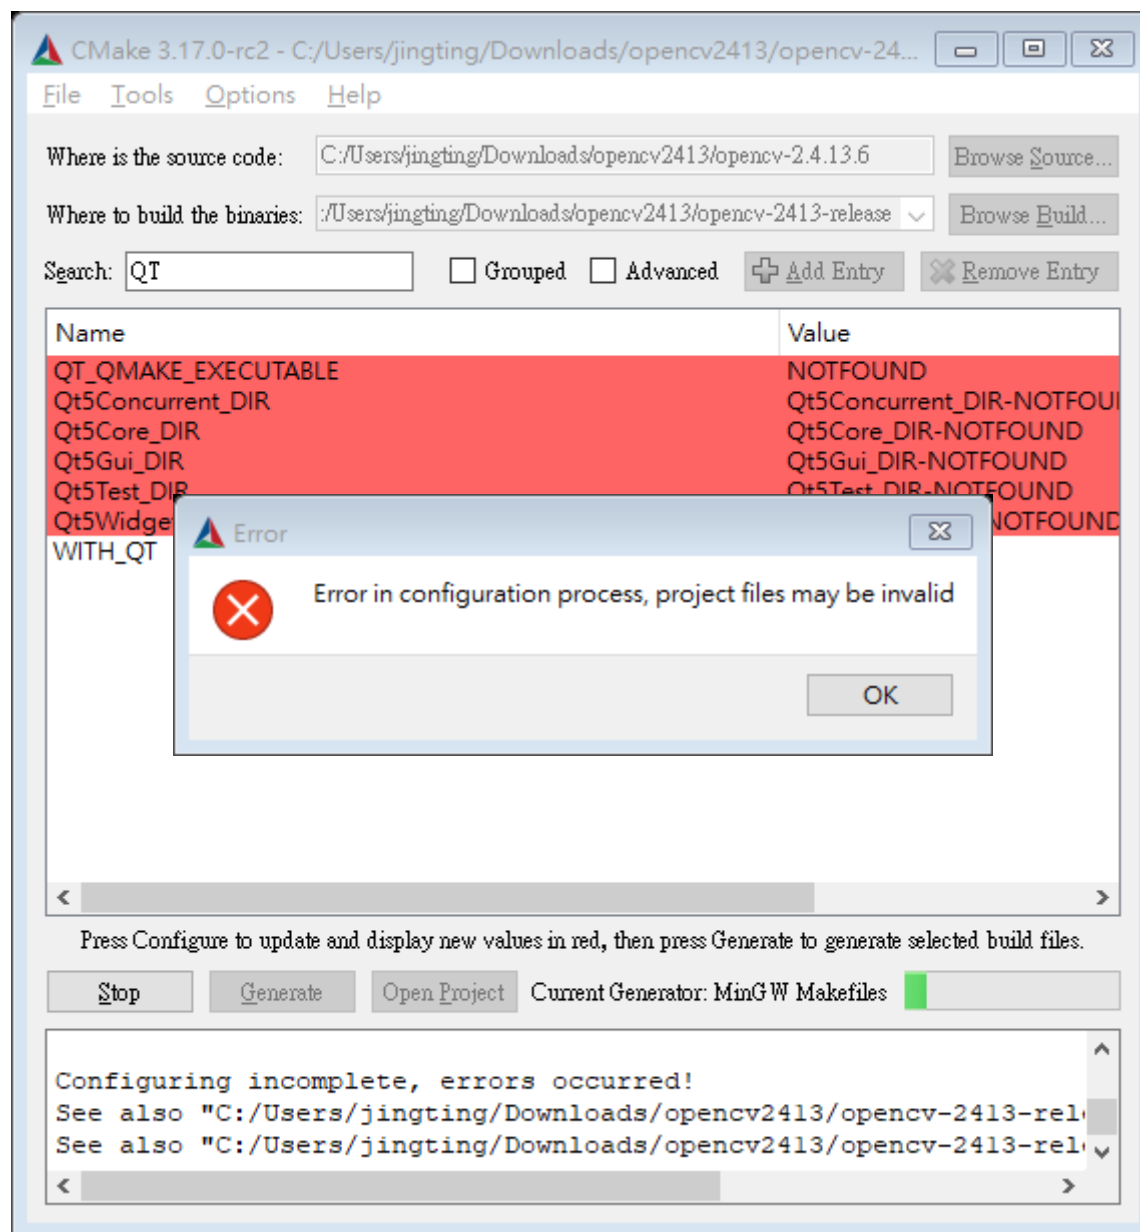 CMake 3.17.0-rc2 - C:/Users/jingting/Downloads/opencv2413/opencv-24...
File Tools Options Help
Where is the source code: C:/Users/jingting/Downloads/opencv2413/opencv-2.4.13.6 Browse Source...
Where to build the binaries: :/Users/jingting/Downloads/opencv2413/opencv-2413-release Browse Build...
Search: QT Grouped Advanced Add Entry Remove Entry
Name Value
QT_QMAKE_EXECUTABLE NOTFOUND
Qt5Concurrent_DIR Qt5Concurrent_DIR-NOTFOU
Qt5Core_DIR Qt5Core_DIR-NOTFOUND
Qt5Gui_DIR Qt5Gui_DIR-NOTFOUND
Qt5Test_DIR Qt5Test_DIR-NOTFOUND
Qt5Widge NOTFOUND
WITH_QT
Error
Error in configuration process, project files may be invalid
OK
Press Configure to update and display new values in red, then press Generate to generate selected build files.
Stop Generate Open Project Current Generator: MinGW Makefiles
Configuring incomplete, errors occurred!
See also "C:/Users/jingting/Downloads/opencv2413/opencv-2413-rel
See also "C:/Users/jingting/Downloads/opencv2413/opencv-2413-rel